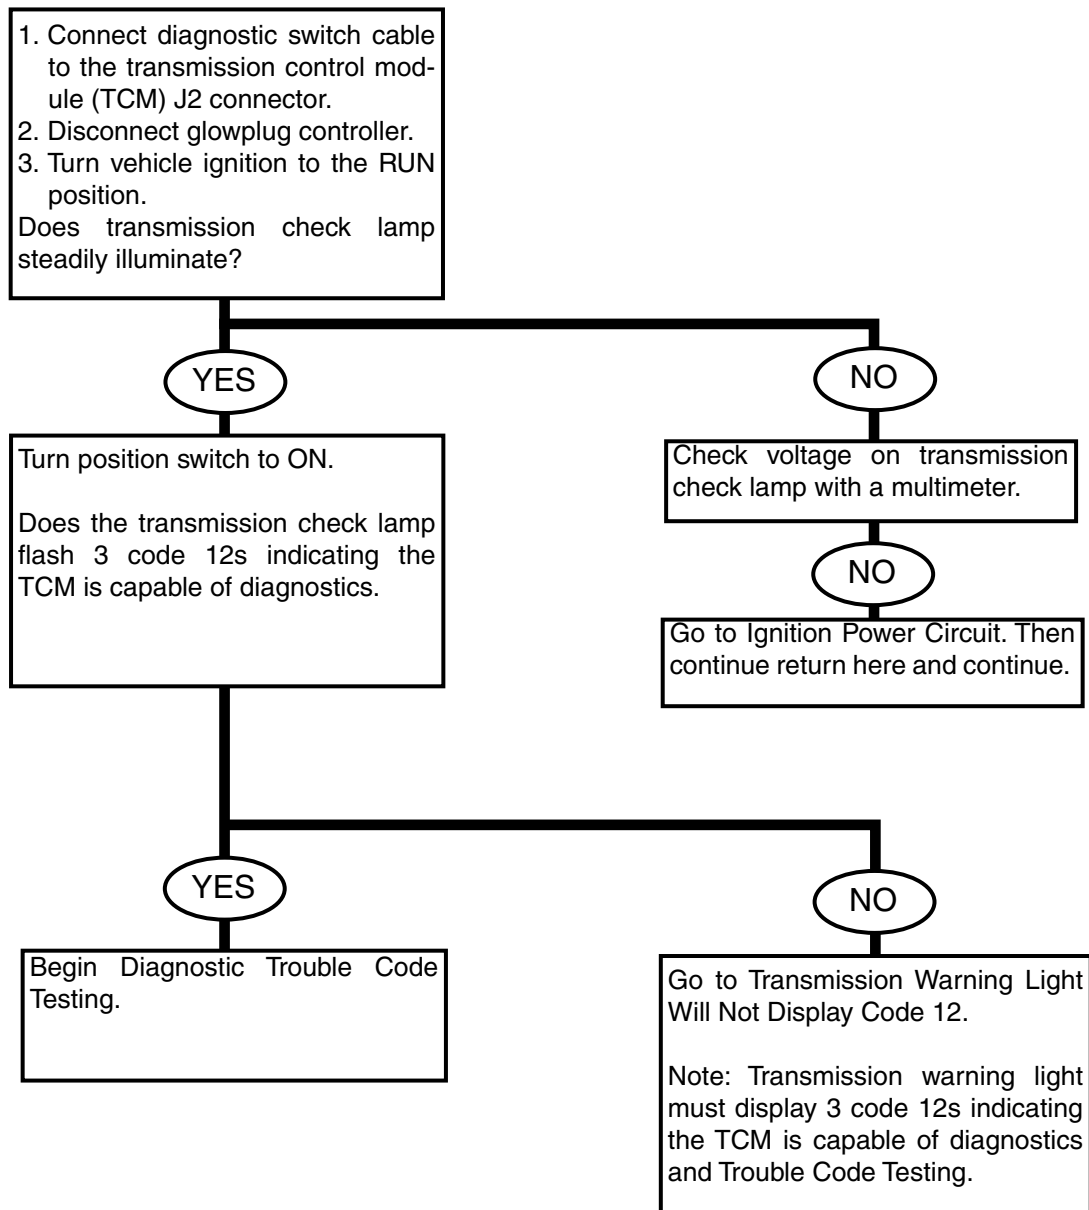 1. Connect diagnostic switch cable
to the transmission control mod-
ule (TCM) J2 connector.
2. Disconnect glowplug controller.
3. Turn vehicle ignition to the RUN
position.
Does transmission check lamp
steadily illuminate?
YES
NO
Turn position switch to ON.
Does the transmission check lamp
flash 3 code 12s indicating the
TCM is capable of diagnostics.
Check voltage on transmission
check lamp with a multimeter.
NO
Go to Ignition Power Circuit. Then
continue return here and continue.
YES
NO
Begin Diagnostic Trouble Code
Testing.
Go to Transmission Warning Light
Will Not Display Code 12.
Note: Transmission warning light
must display 3 code 12s indicating
the TCM is capable of diagnostics
and Trouble Code Testing.